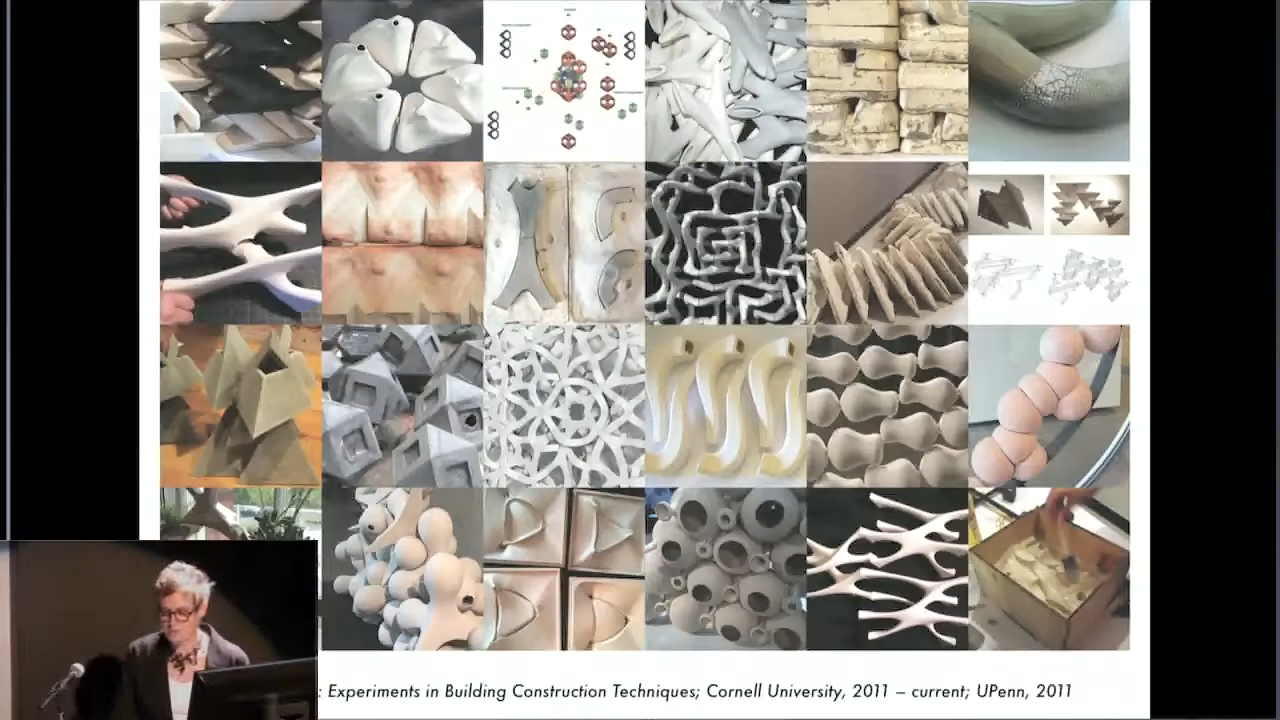 : Experiments in Building Construction Techniques; Cornell University, 2011 – current; UPenn, 2011